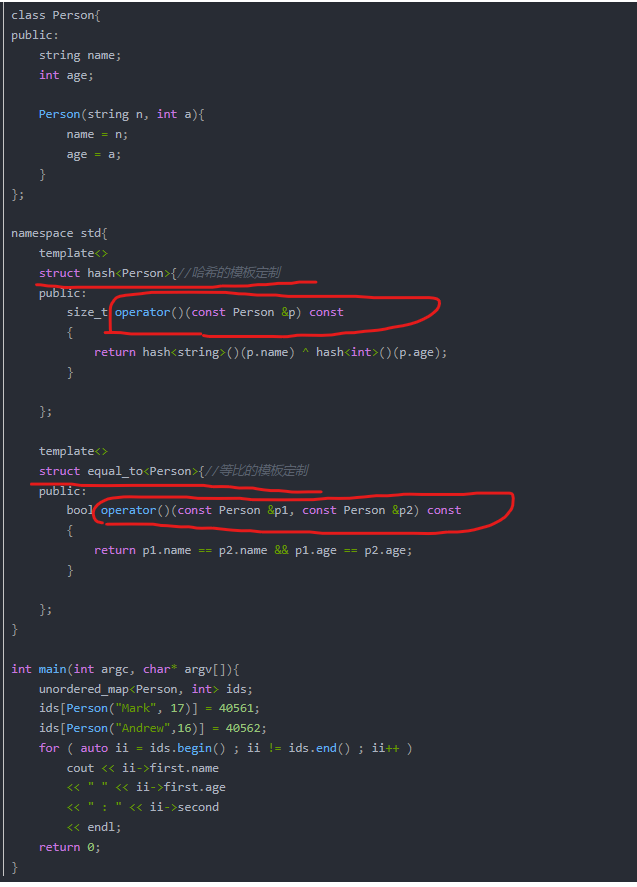 class Person{
public:
    string name;
    int age;
    Person(string n, int a){
        name = n;
        age = a;
    }
};
namespace std{
    template<>
    struct hash<Person>{//哈希的模板定制
    public:
        size_t operator()(const Person &p) const
        {
            return hash<string>()(p.name) ^ hash<int>()(p.age);
        }
    };
    template<>
    struct equal_to<Person>{//等比的模板定制
    public:
        bool operator()(const Person &p1, const Person &p2) const
        {
            return p1.name == p2.name && p1.age == p2.age;
        }
    };
}
int main(int argc, char* argv[]){
    unordered_map<Person, int> ids;
    ids[Person("Mark", 17)] = 40561;
    ids[Person("Andrew",16)] = 40562;
    for ( auto ii = ids.begin() ; ii != ids.end() ; ii++ )
        cout << ii->first.name
        << " " << ii->first.age
        << " : " << ii->second
        << endl;
    return 0;
}